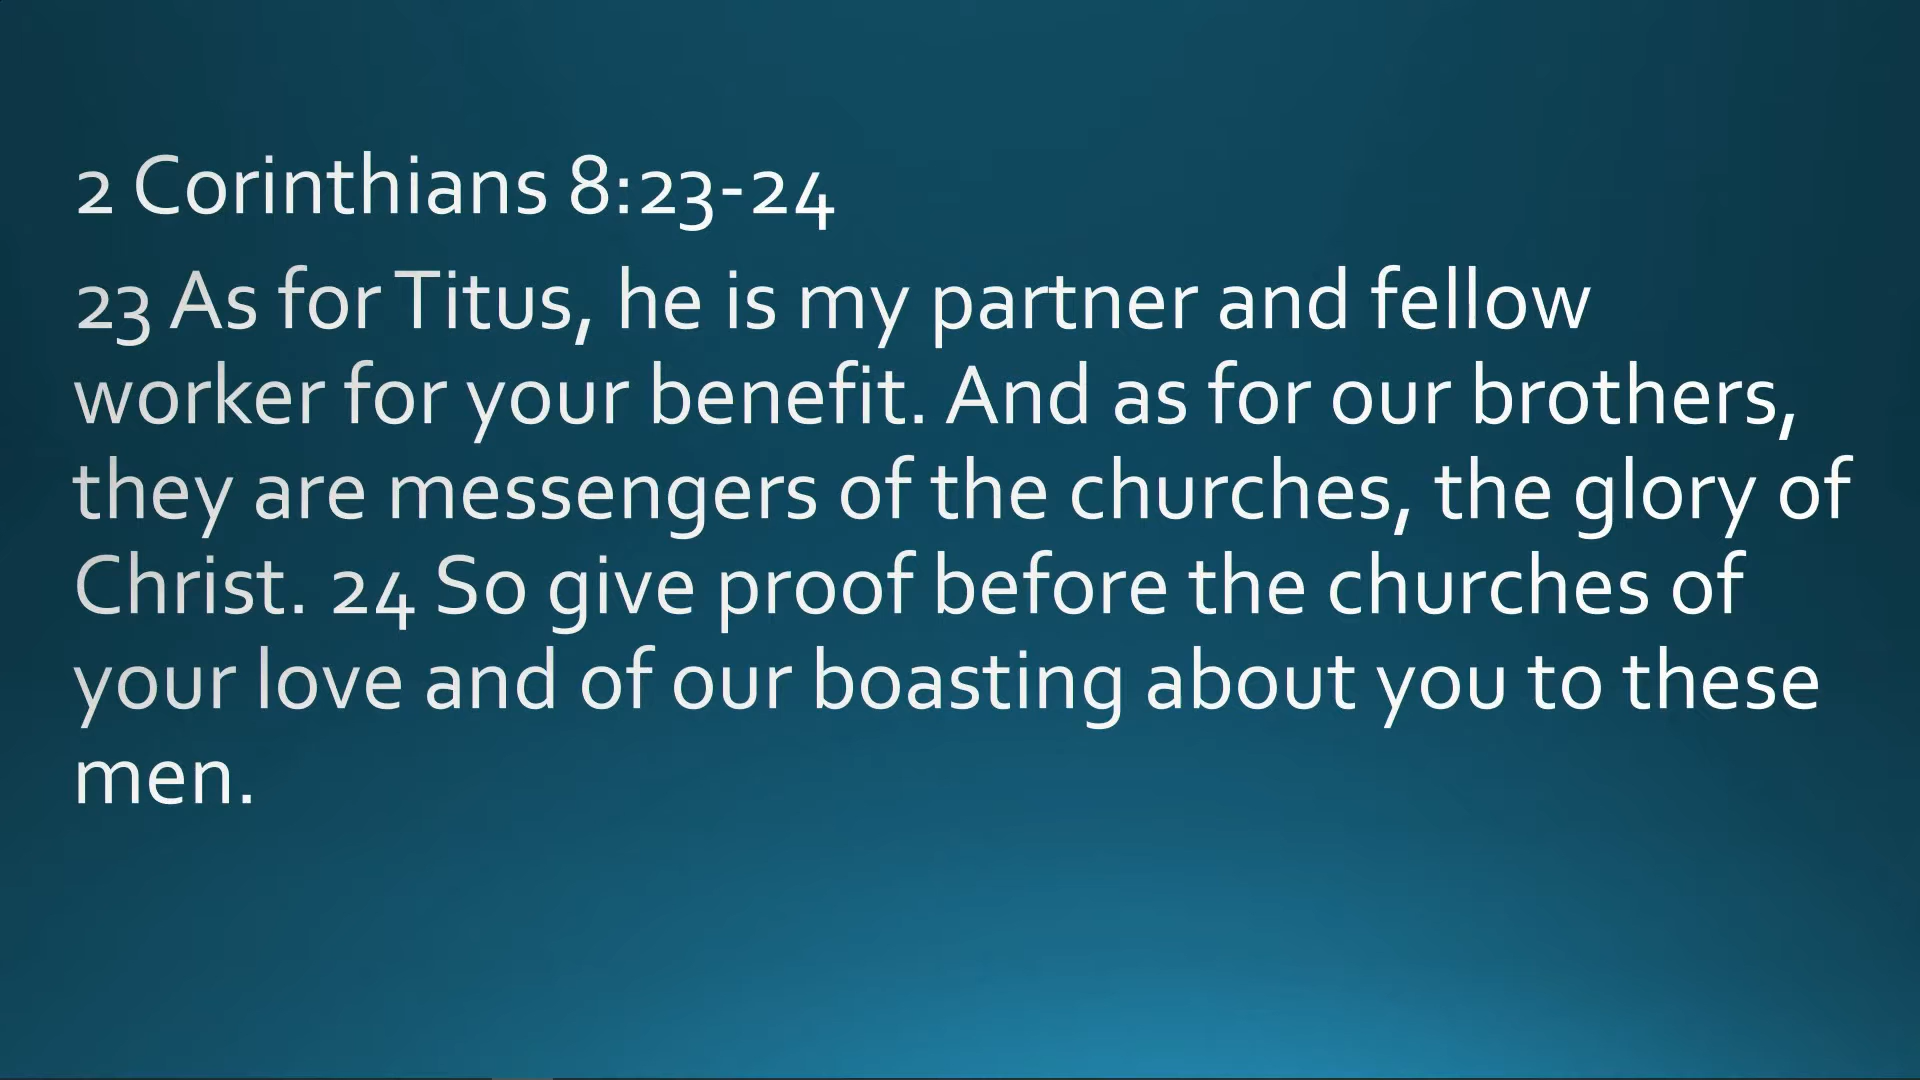 2 Corinthians 8:23-24
23 As for Titus, he is my partner and fellow
worker for your benefit. And as for our brothers,
they are messengers of the churches, the glory of
Christ. 24 So give proof before the churches of
your love and of our boasting about you to these
men.